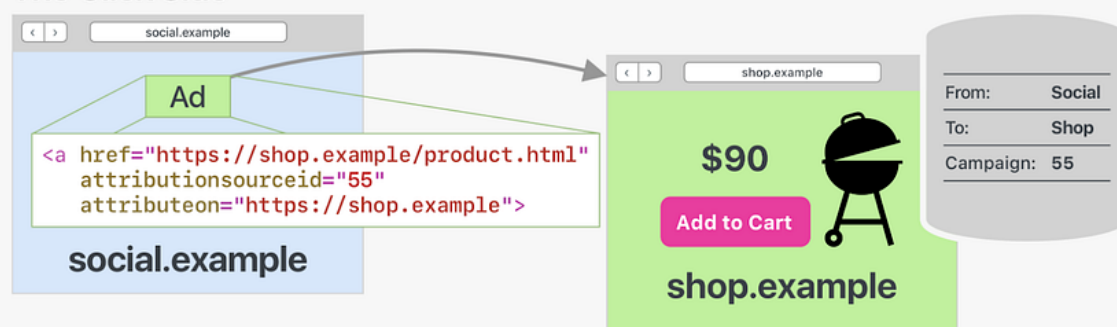 social.example
Ad
<a href="https://shop.example/product.html"
attributionsourceid="55"
attributeon="https://shop.example">
social.example
shop.example
$90
Add to Cart
shop.example
From: Social
To: Shop
Campaign: 55